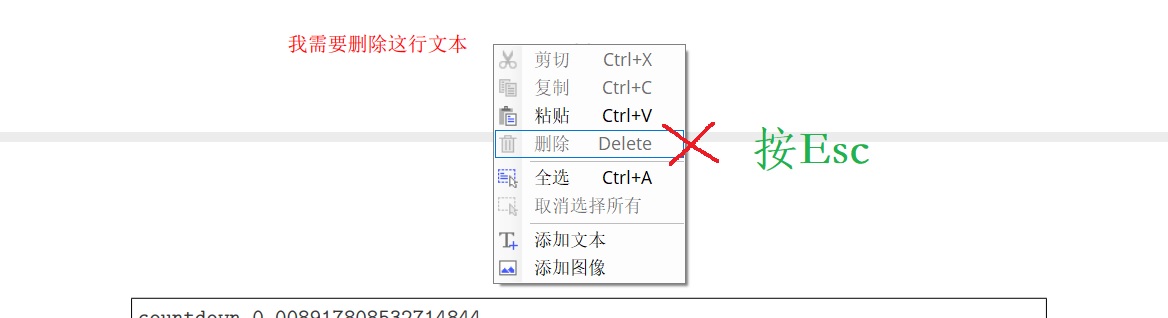 我需要删除这行文本
剪切 Ctrl+X
复制 Ctrl+C
粘贴 Ctrl+V
删除 Delete
按Esc
全选 Ctrl+A
取消选择所有
添加文本
添加图像
countdown 0.008917808532714844